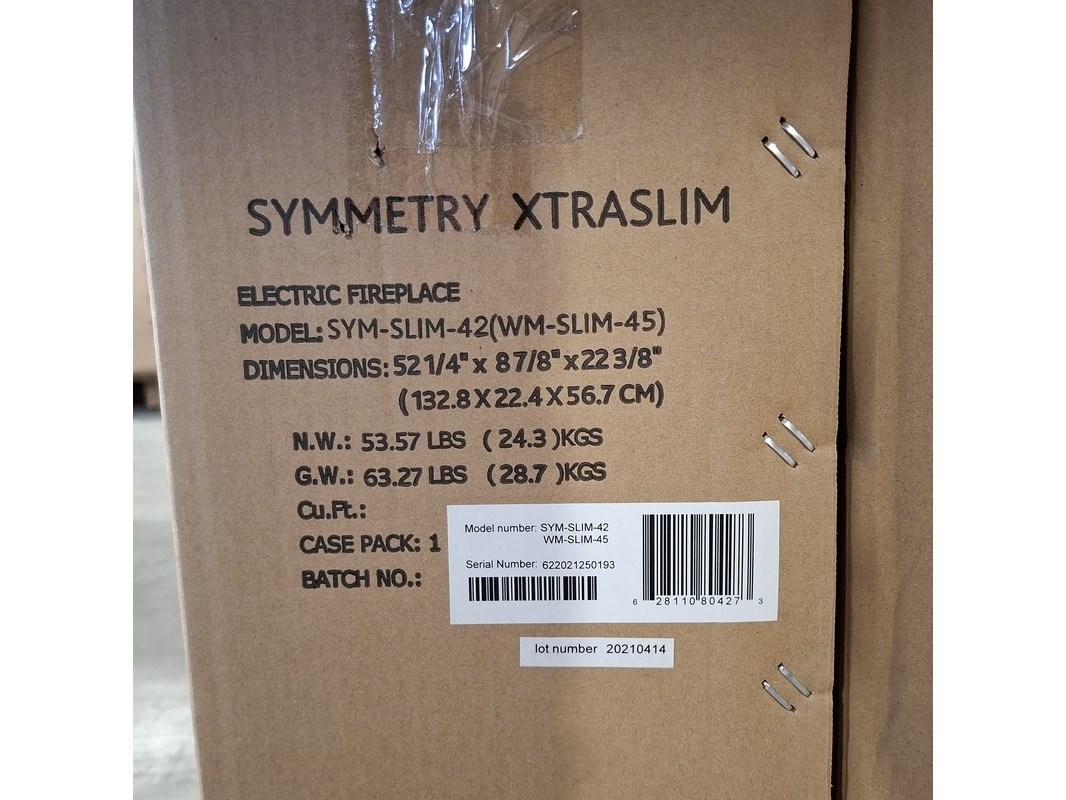 SYMMETRY XTRASLIM
ELECTRIC FIREPLACE
MODEL: SYM-SLIM-42(WM-SLIM-45)
DIMENSIONS: 52 1/4" x 8 7/8" x 22 3/8"
(132.8 X 22.4 X 56.7 CM)
N.W.: 53.57 LBS ( 24.3 )KGS
G.W.: 63.27 LBS ( 28.7 )KGS
Cu.Ft.:
CASE PACK: 1
BATCH NO.:
Model number: SYM-SLIM-42
WM-SLIM-45
Serial Number: 622021250193
6 28110 80427 3
lot number 20210414